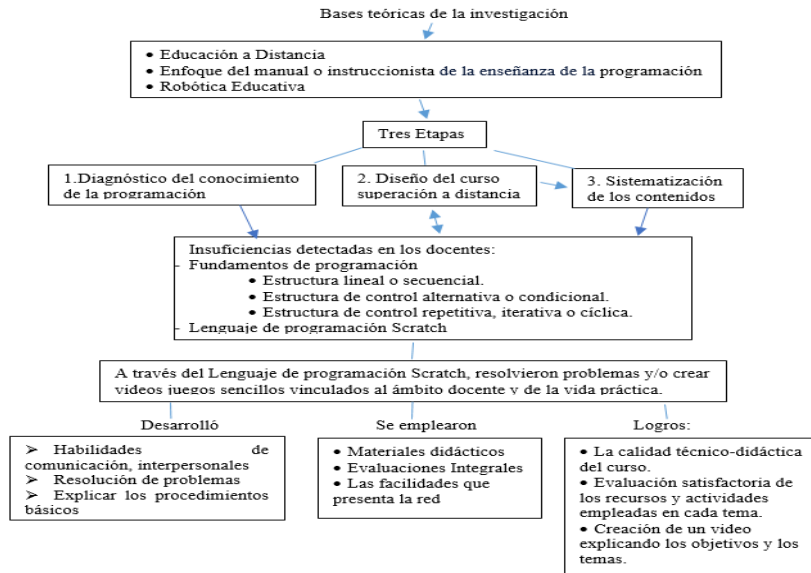 Bases teóricas de la investigación
• Educación a Distancia
• Enfoque del manual o instruccionista de la enseñanza de la programación
• Robótica Educativa
Tres Etapas
1.Diagnóstico del conocimiento
de la programación
2. Diseño del curso
superación a distancia
3. Sistematización
de los contenidos
Insuficiencias detectadas en los docentes:
- Fundamentos de programación
• Estructura lineal o secuencial.
• Estructura de control alternativa o condicional.
• Estructura de control repetitiva, iterativa o cíclica.
- Lenguaje de programación Scratch
A través del Lenguaje de programación Scratch, resolvieron problemas y/o crear
videos juegos sencillos vinculados al ámbito docente y de la vida práctica.
Desarrolló
➢ Habilidades de
comunicación, interpersonales
➢ Resolución de problemas
➢ Explicar los procedimientos
básicos
Se emplearon
• Materiales didácticos
• Evaluaciones Integrales
• Las facilidades que
presenta la red
Logros:
• La calidad técnico-didáctica
del curso.
• Evaluación satisfactoria de
los recursos y actividades
empleadas en cada tema.
• Creación de un video
explicando los objetivos y los
temas.